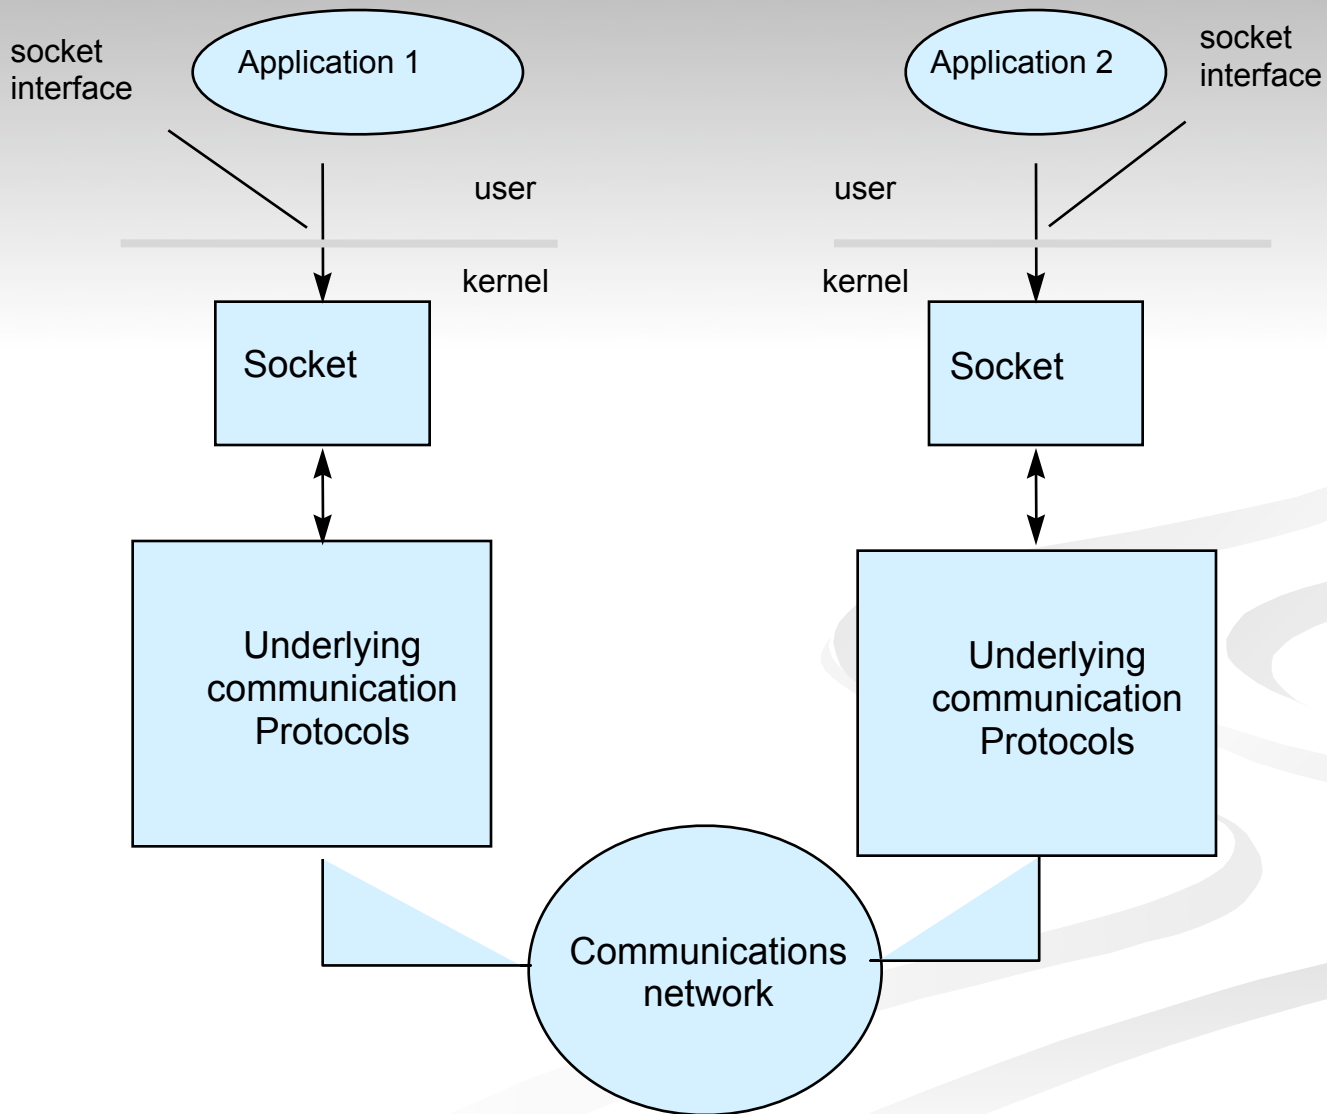 socket
interface
Application 1
Application 2
socket
interface
user
user
kernel
kernel
Socket
Socket
Underlying
communication
Protocols
Underlying
communication
Protocols
Communications
network